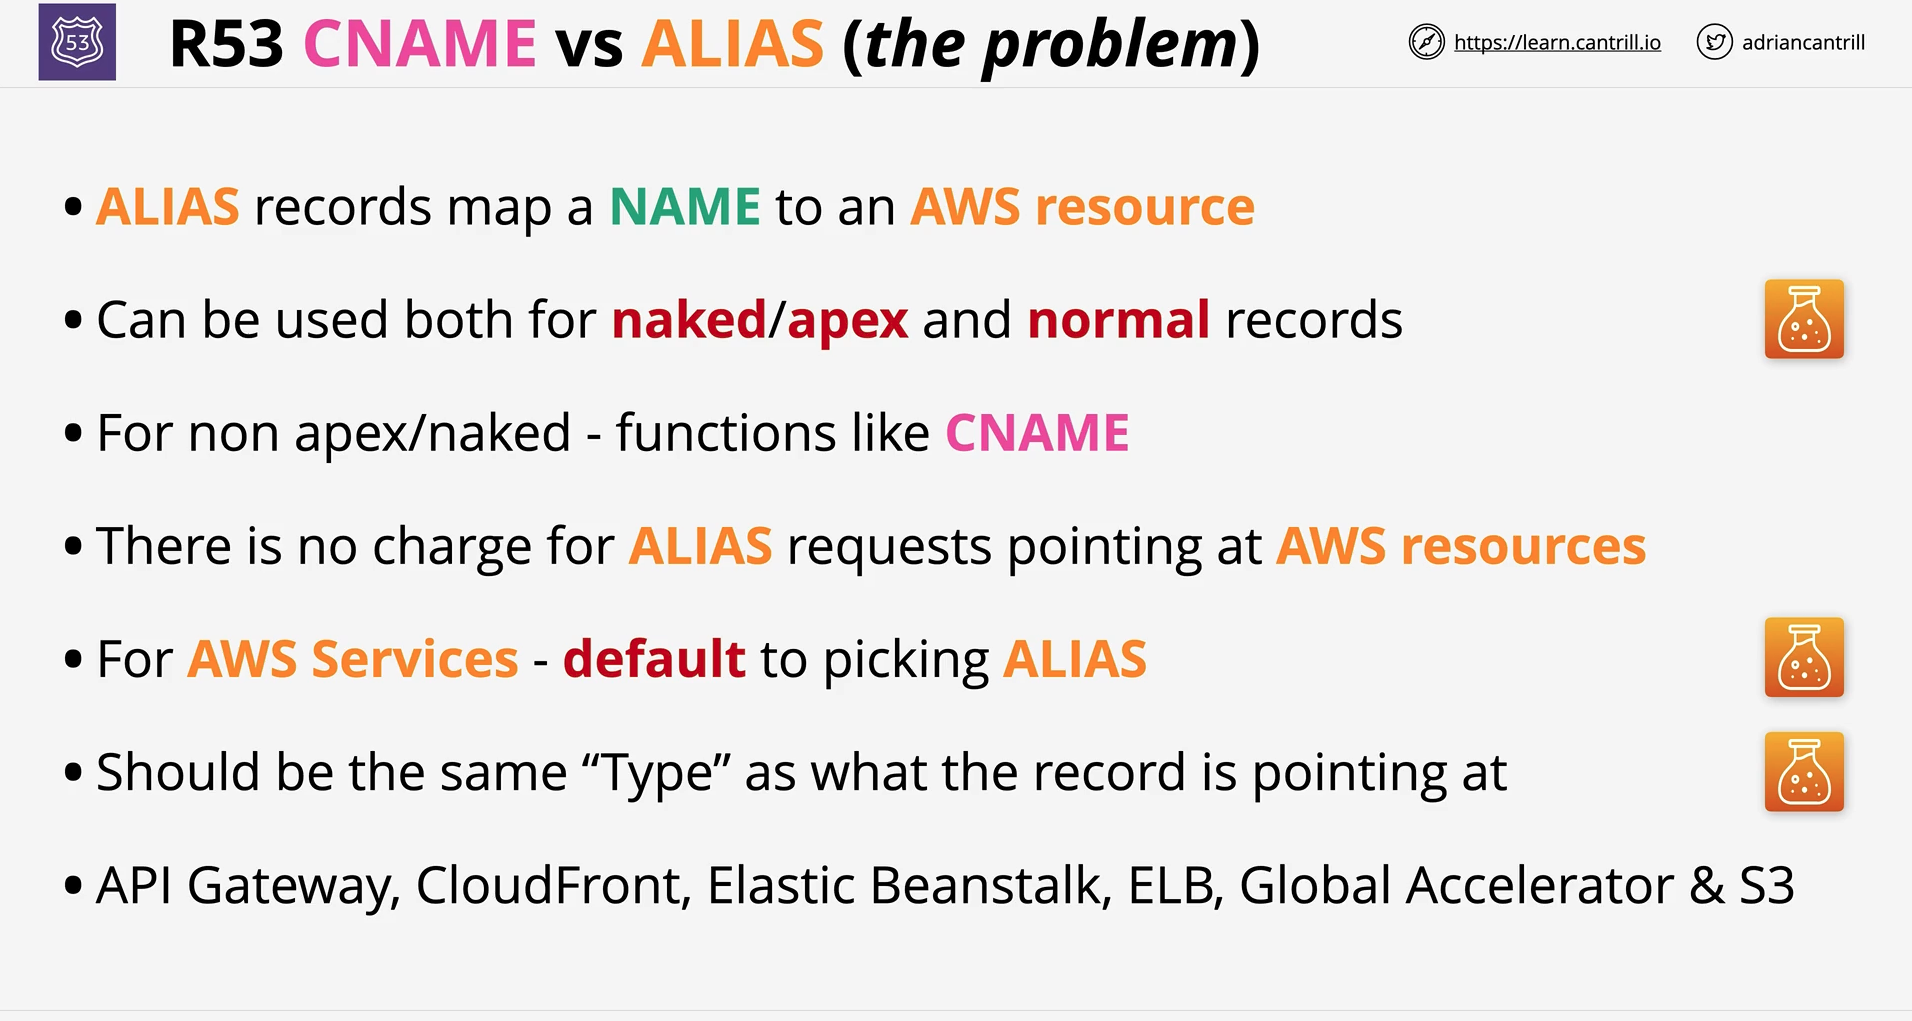 53
R53 CNAME vs ALIAS (the problem)
https://learn.cantrill.io
adriancantrill
• ALIAS records map a NAME to an AWS resource
• Can be used both for naked/apex and normal records
• For non apex/naked - functions like CNAME
• There is no charge for ALIAS requests pointing at AWS resources
• For AWS Services - default to picking ALIAS
• Should be the same “Type” as what the record is pointing at
• API Gateway, CloudFront, Elastic Beanstalk, ELB, Global Accelerator & S3